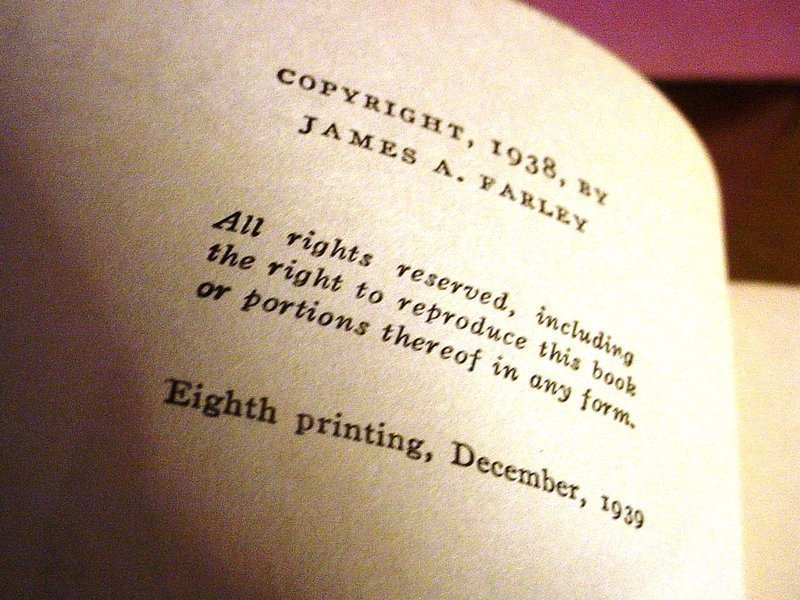 COPYRIGHT, 1938, BY
JAMES A. FARLEY
All rights reserved, including
the right to reproduce this book
or portions thereof in any form.
Eighth printing, December, 1939